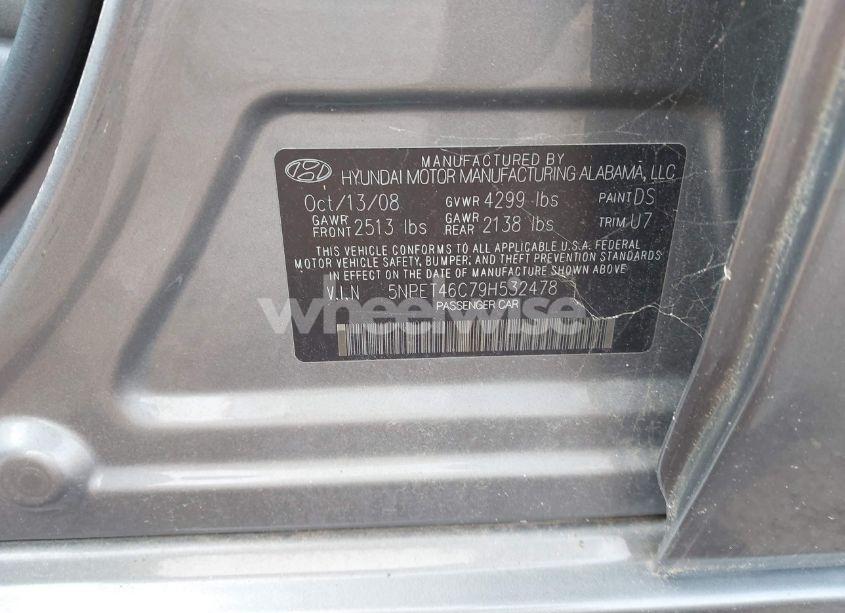 MANUFACTURED BY
HYUNDAI MOTOR MANUFACTURING ALABAMA, LLC
Oct/13/08 GVWR 4299 lbs PAINT DS
GAWR FRONT 2513 lbs GAWR REAR 2138 lbs TRIM U7
THIS VEHICLE CONFORMS TO ALL APPLICABLE U.S.A. FEDERAL
MOTOR VEHICLE SAFETY, BUMPER, AND THEFT PREVENTION STANDARDS
IN EFFECT ON THE DATE OF MANUFACTURE SHOWN ABOVE
V.I.N 5NPET46C79H532478
PASSENGER CAR
wheelwise